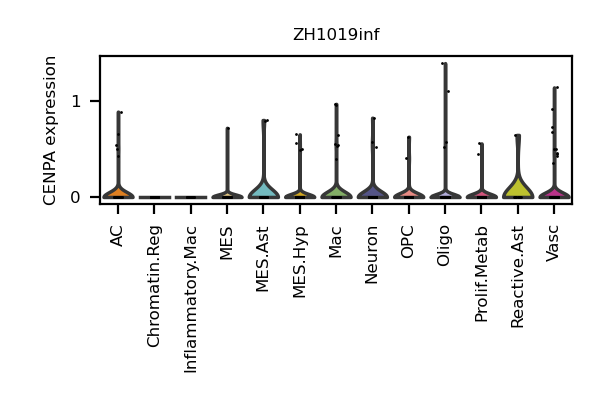 ZH1019inf
CENPA expression
1
0
AC
Chromatin.Reg
Inflammatory.Mac
MES
MES.Ast
MES.Hyp
Mac
Neuron
OPC
Oligo
Prolif.Metab
Reactive.Ast
Vasc